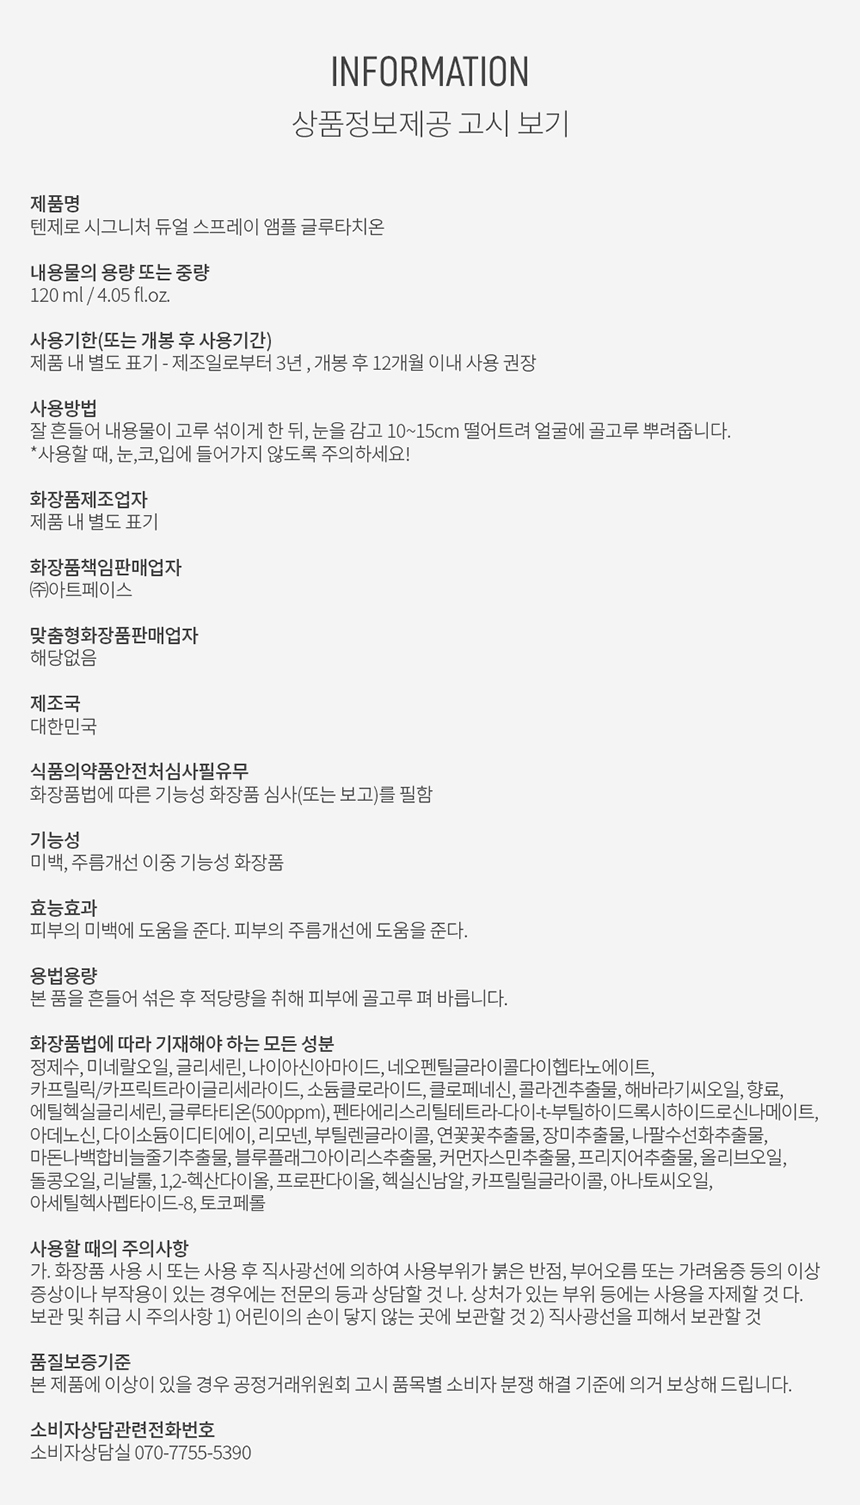 INFORMATION
상품정보제공 고시 보기
제품명
텐제로 시그니처 듀얼 스프레이 앰플 글루타치온
내용물의 용량 또는 중량
120 ml / 4.05 fl.oz.
사용기한(또는 개봉 후 사용기간)
제품 내 별도 표기 - 제조일로부터 3년 , 개봉 후 12개월 이내 사용 권장
사용방법
잘 흔들어 내용물이 고루 섞이게 한 뒤, 눈을 감고 10~15cm 떨어트려 얼굴에 골고루 뿌려줍니다.
*사용할 때, 눈,코,입에 들어가지 않도록 주의하세요!
화장품제조업자
제품 내 별도 표기
화장품책임판매업자
㈜아트페이스
맞춤형화장품판매업자
해당없음
제조국
대한민국
식품의약품안전처심사필유무
화장품법에 따른 기능성 화장품 심사(또는 보고)를 필함
기능성
미백, 주름개선 이중 기능성 화장품
효능효과
피부의 미백에 도움을 준다. 피부의 주름개선에 도움을 준다.
용법용량
본 품을 흔들어 섞은 후 적당량을 취해 피부에 골고루 펴 바릅니다.
화장품법에 따라 기재해야 하는 모든 성분
정제수, 미네랄오일, 글리세린, 나이아신아마이드, 네오펜틸글라이콜다이헵타노에이트,
카프릴릭/카프릭트라이글리세라이드, 소듐클로라이드, 클로페네신, 콜라겐추출물, 해바라기씨오일, 향료,
에틸헥실글리세린, 글루타티온(500ppm), 펜타에리스리틸테트라-다이-t-부틸하이드록시하이드로신나메이트,
아데노신, 다이소듐이디티에이, 리모넨, 부틸렌글라이콜, 연꽃꽃추출물, 장미추출물, 나팔수선화추출물,
마돈나백합비늘줄기추출물, 블루플래그아이리스추출물, 커먼자스민추출물, 프리지어추출물, 올리브오일,
돌콩오일, 리날룰, 1,2-헥산다이올, 프로판다이올, 헥실신남알, 카프릴릴글라이콜, 아나토씨오일,
아세틸헥사펩타이드-8, 토코페롤
사용할 때의 주의사항
가. 화장품 사용 시 또는 사용 후 직사광선에 의하여 사용부위가 붉은 반점, 부어오름 또는 가려움증 등의 이상
증상이나 부작용이 있는 경우에는 전문의 등과 상담할 것 나. 상처가 있는 부위 등에는 사용을 자제할 것 다.
보관 및 취급 시 주의사항 1) 어린이의 손이 닿지 않는 곳에 보관할 것 2) 직사광선을 피해서 보관할 것
품질보증기준
본 제품에 이상이 있을 경우 공정거래위원회 고시 품목별 소비자 분쟁 해결 기준에 의거 보상해 드립니다.
소비자상담관련전화번호
소비자상담실 070-7755-5390